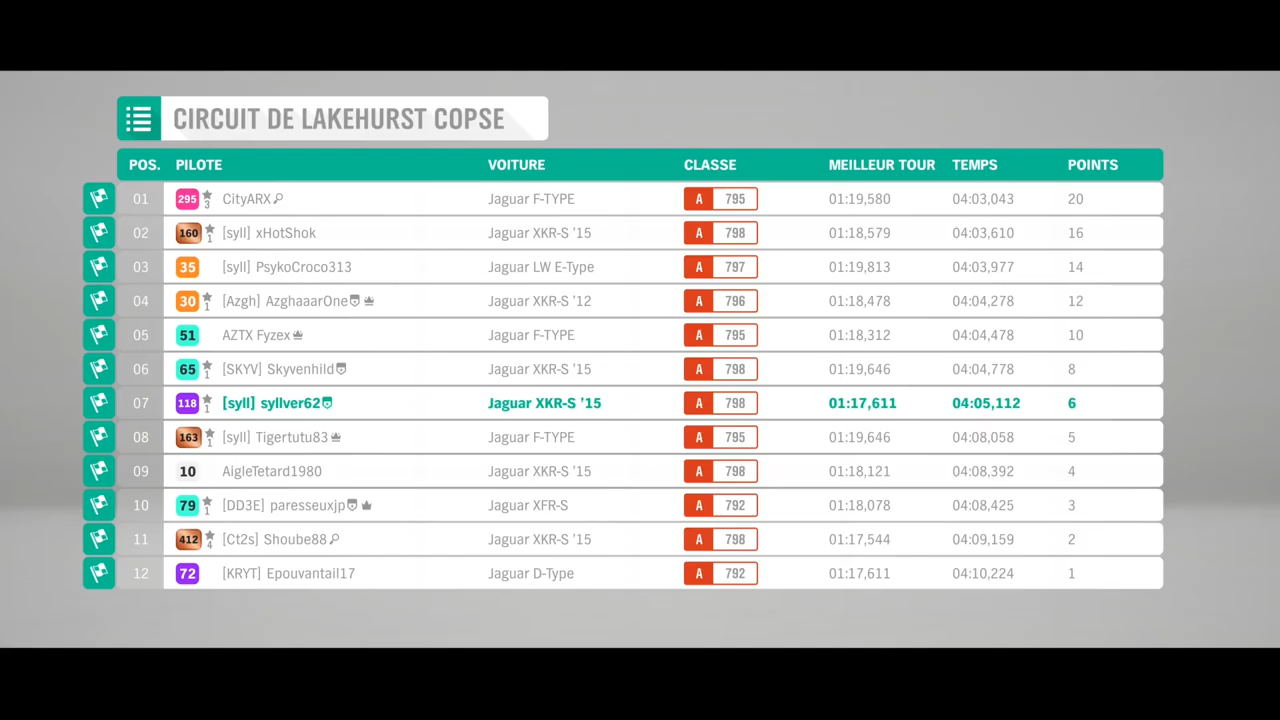 CIRCUIT DE LAKEHURST COPSE
POS. PILOTE VOITURE CLASSE MEILLEUR TOUR TEMPS POINTS
01 295 3 CityARX Jaguar F-TYPE A 795 01:19,580 04:03,043 20
02 160 1 [syll] xHotShok Jaguar XKR-S '15 A 798 01:18,579 04:03,610 16
03 35 [syll] PsykoCroco313 Jaguar LW E-Type A 797 01:19,813 04:03,977 14
04 30 1 [Azgh] AzghaaarOne Jaguar XKR-S '12 A 796 01:18,478 04:04,278 12
05 51 AZTX Fyzex Jaguar F-TYPE A 795 01:18,312 04:04,478 10
06 65 1 [SKYV] Skyvenhild Jaguar XKR-S '15 A 798 01:19,646 04:04,778 8
07 118 1 [syll] syllver62 Jaguar XKR-S '15 A 798 01:17,611 04:05,112 6
08 163 1 [syll] Tigertutu83 Jaguar F-TYPE A 795 01:19,646 04:08,058 5
09 10 AigleTetard1980 Jaguar XKR-S '15 A 798 01:18,121 04:08,392 4
10 79 1 [DD3E] paresseuxjp Jaguar XFR-S A 792 01:18,078 04:08,425 3
11 412 4 [Ct2s] Shoube88 Jaguar XKR-S '15 A 798 01:17,544 04:09,159 2
12 72 [KRYT] Epouvantail17 Jaguar D-Type A 792 01:17,611 04:10,224 1